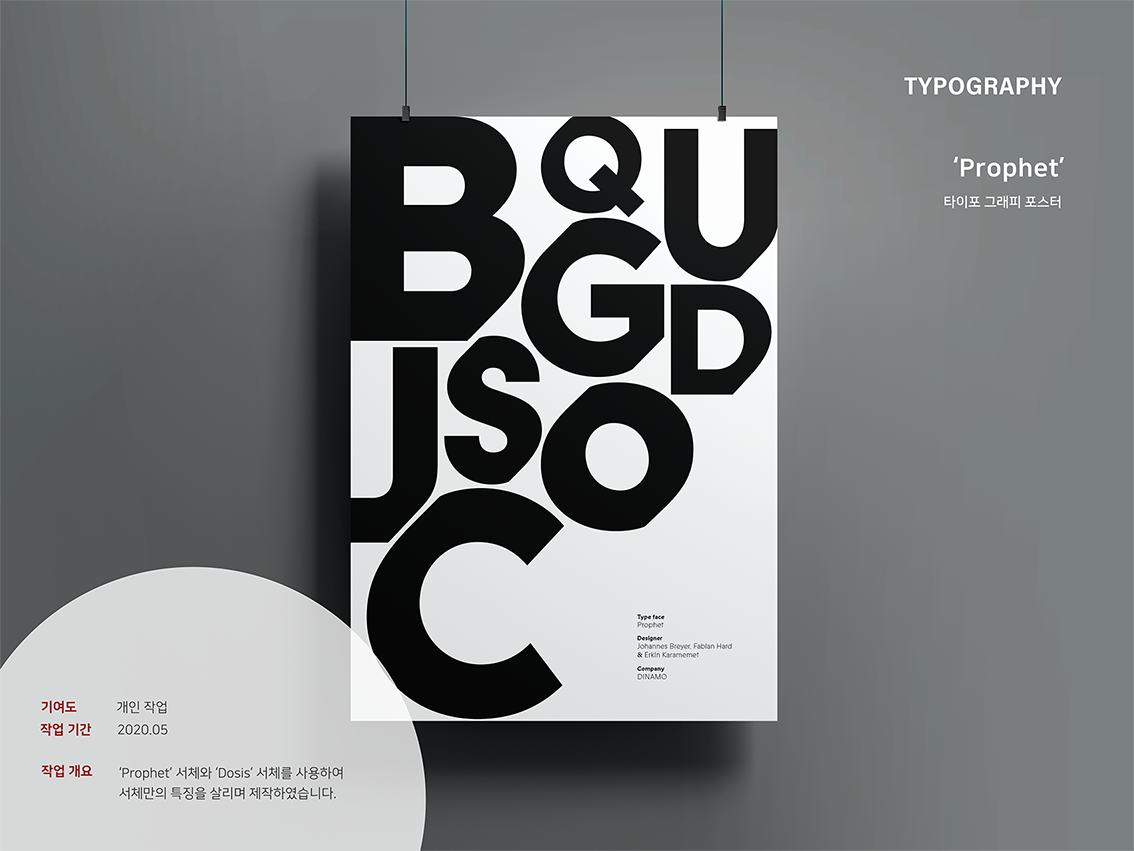 TYPOGRAPHY
‘Prophet’
타이포 그래피 포스터
B Q U
G D
J S O
C
Type face
Prophet
Designer
Johannes Breyer, Fabian Hard
& Erkin Karamemet
Company
DINAMO
기여도 개인 작업
작업 기간 2020.05
작업 개요 ‘Prophet’ 서체와 ‘Dosis’ 서체를 사용하여
서체만의 특징을 살리며 제작하였습니다.